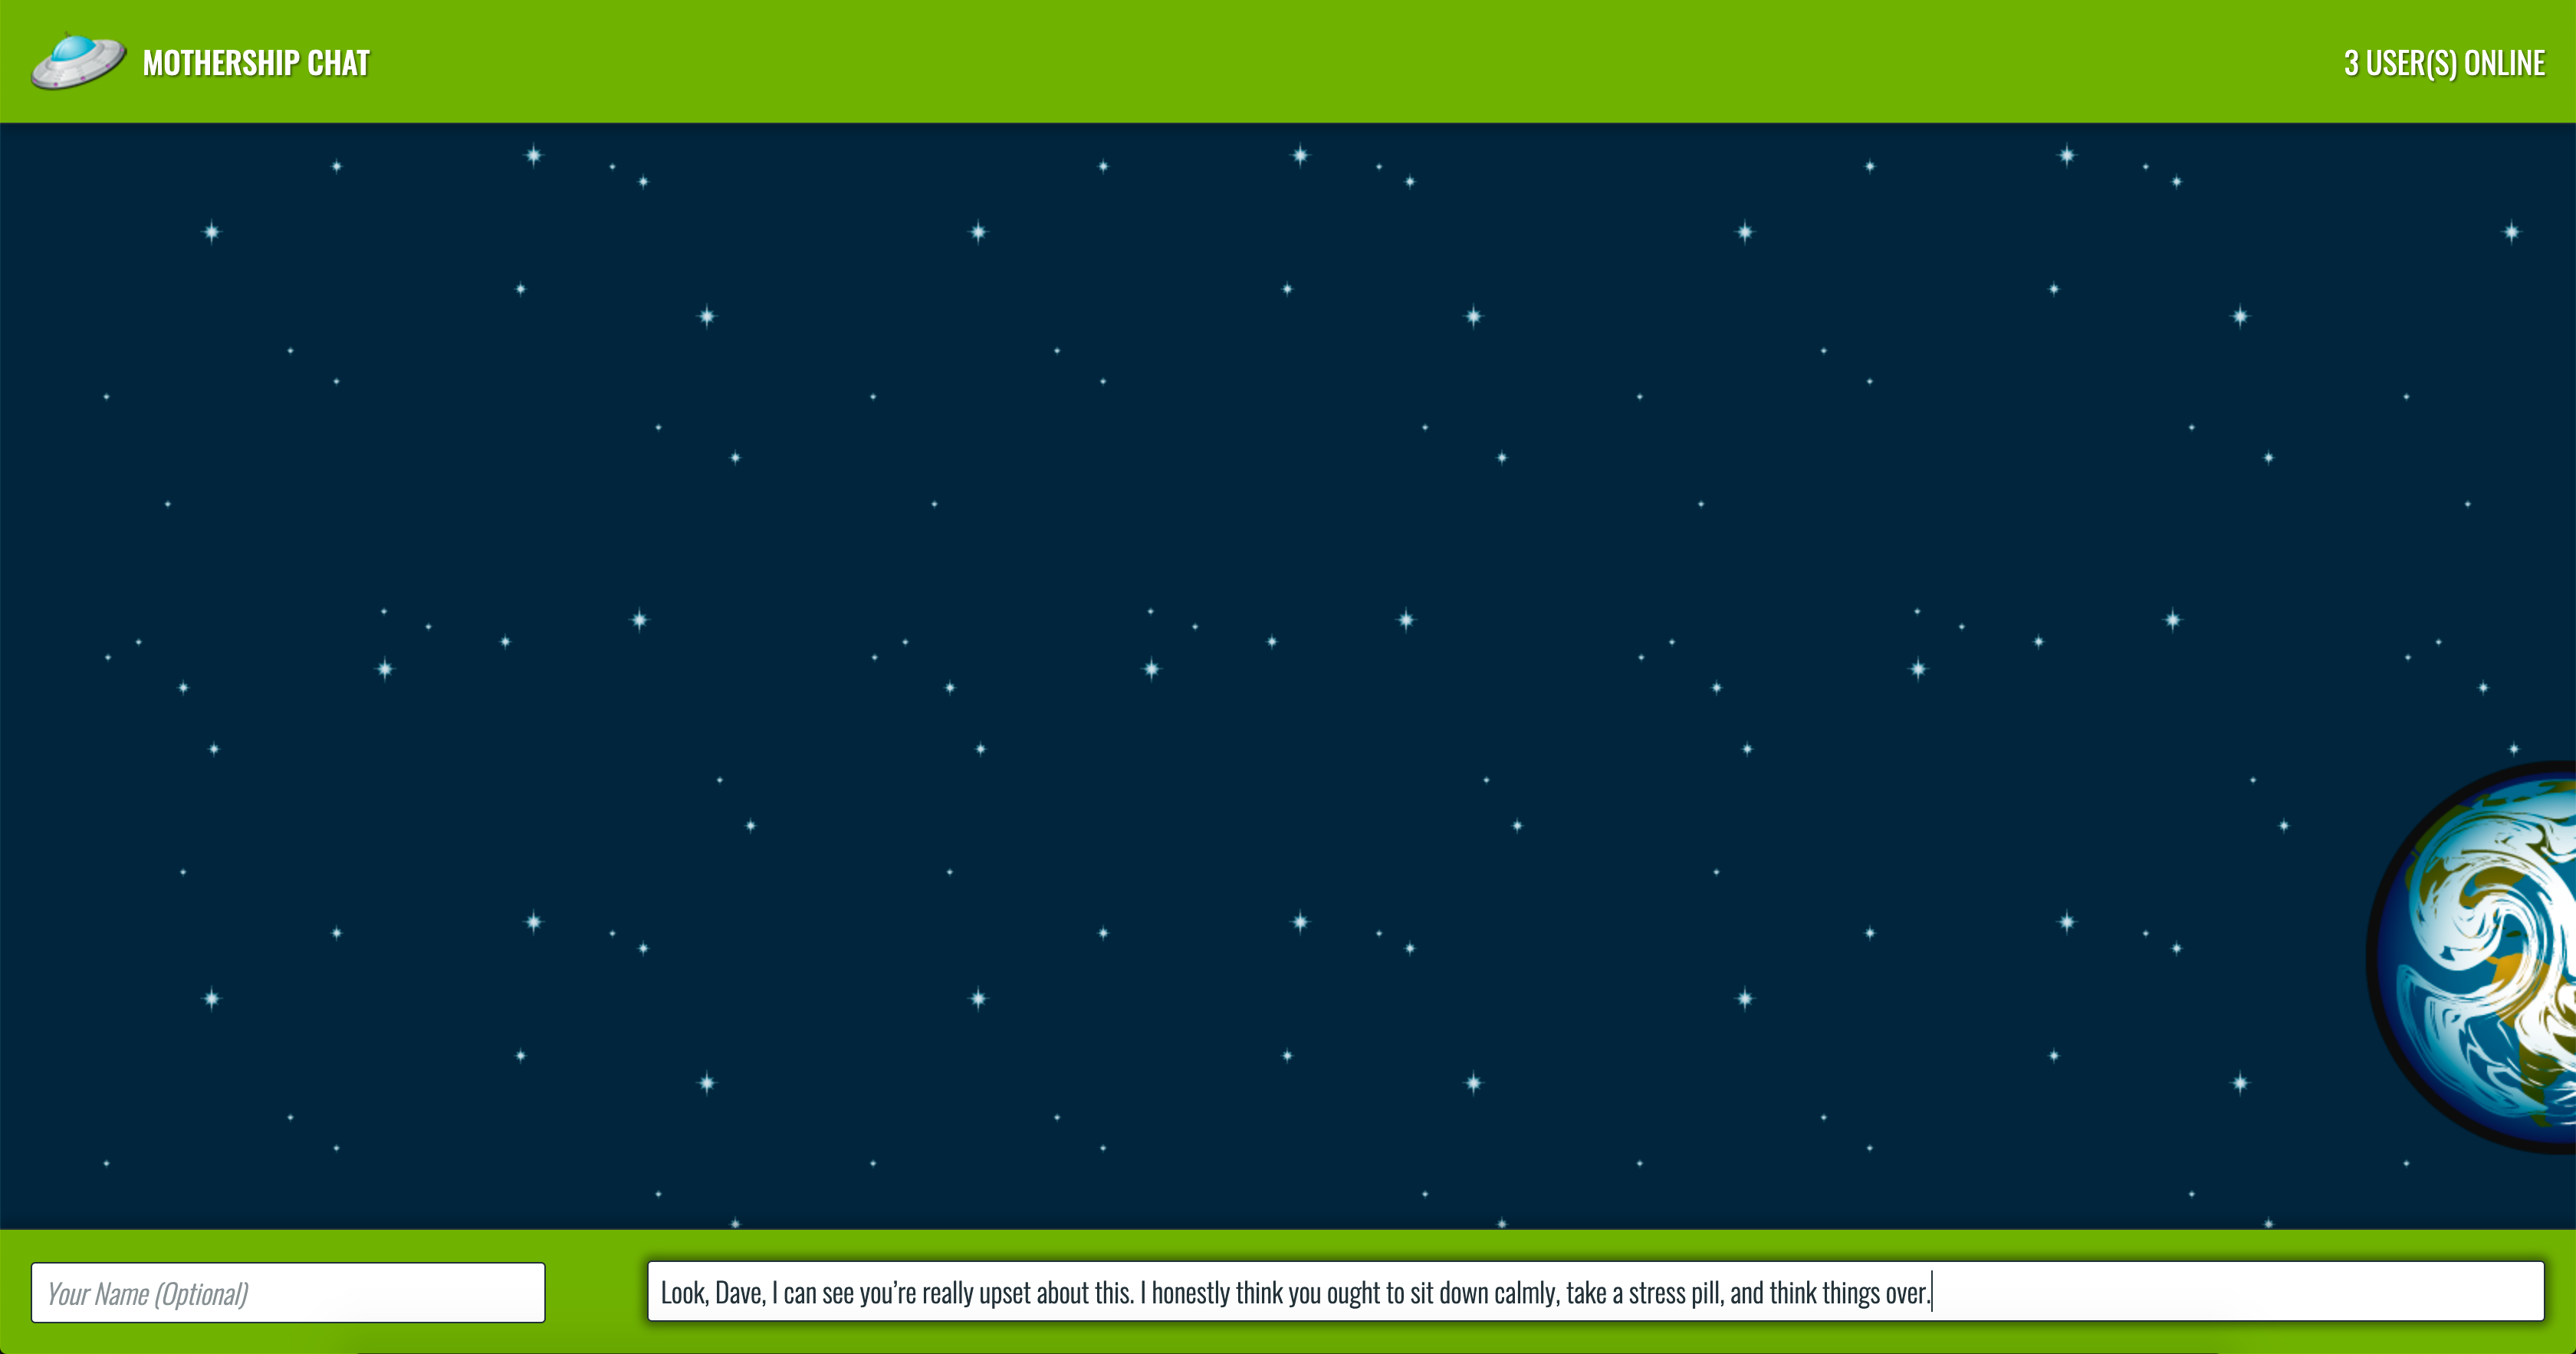 MOTHERSHIP CHAT
3 USER(S) ONLINE
Your Name (Optional)
Look, Dave, I can see you’re really upset about this. I honestly think you ought to sit down calmly, take a stress pill, and think things over.